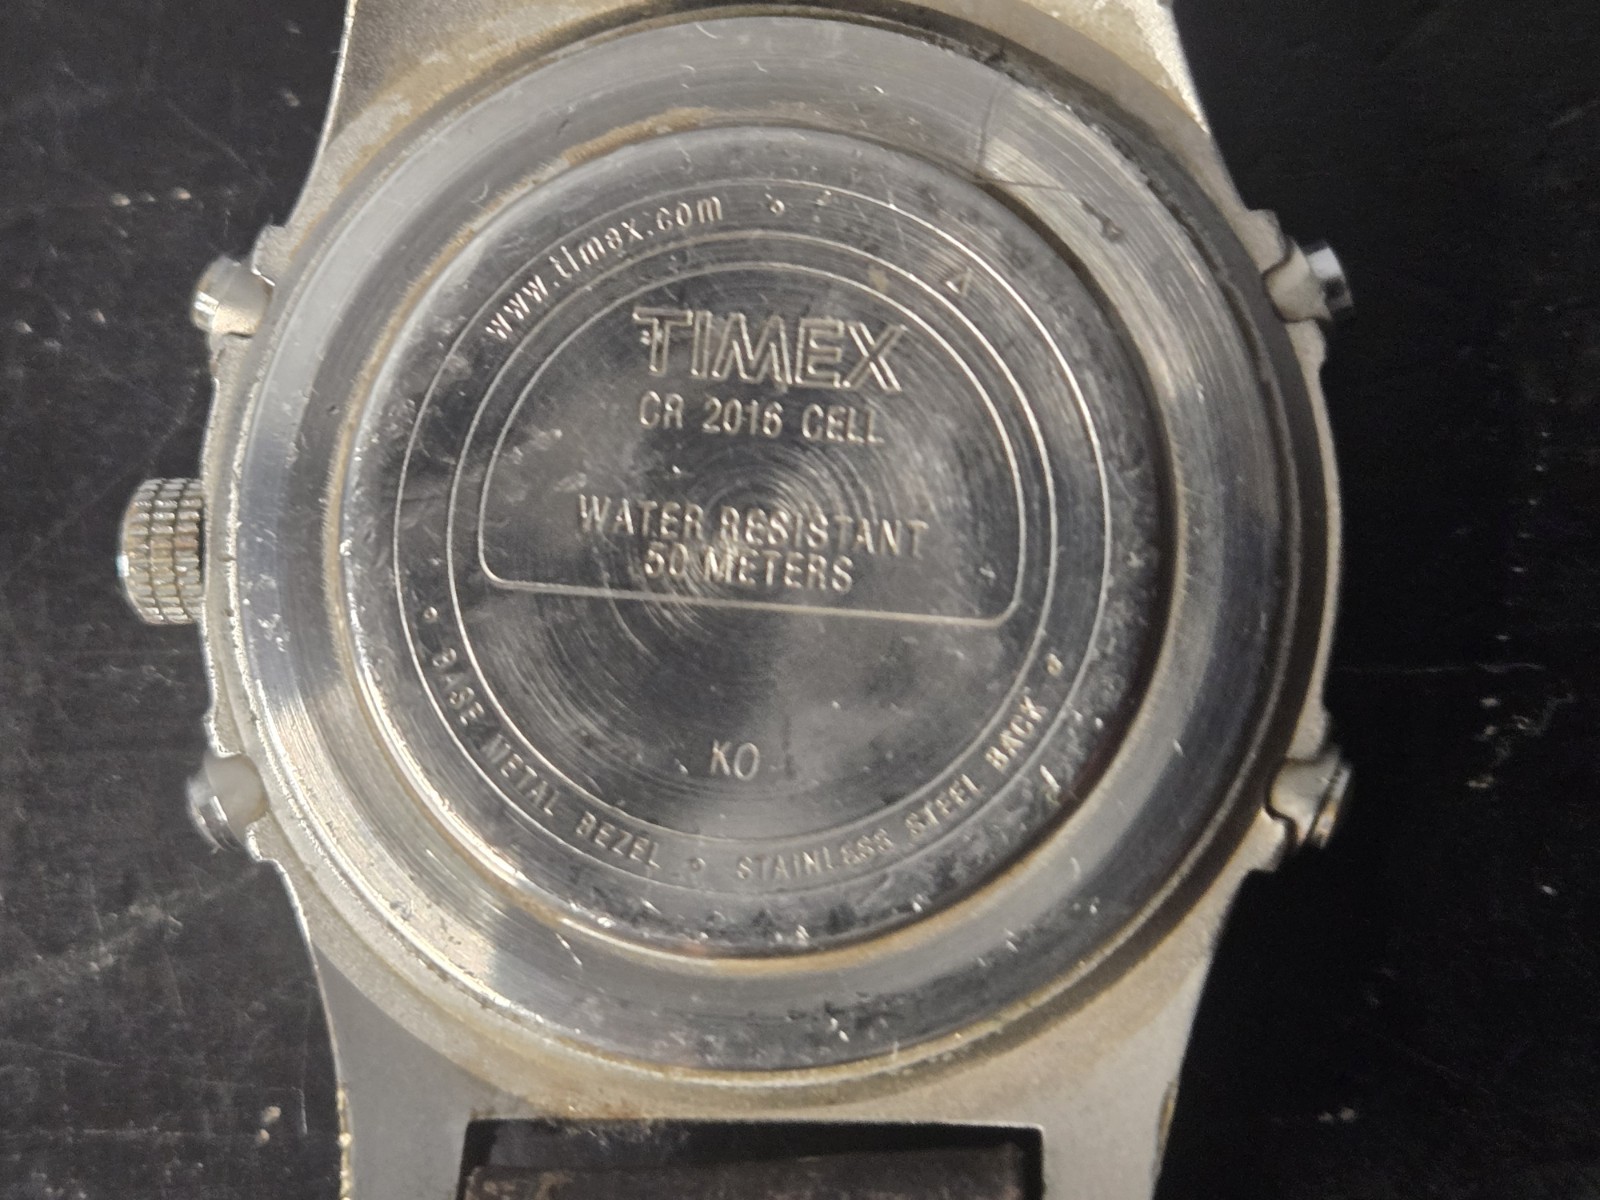 www.timex.com
TIMEX
CR 2016 CELL
WATER RESISTANT
50 METERS
KO
BASE METAL BEZEL ◦ STAINLESS STEEL BACK